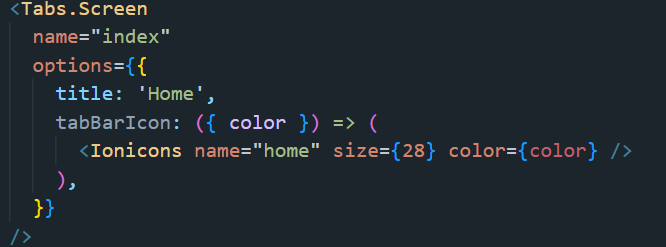 <Tabs.Screen
name="index"
options={{
title: 'Home',
tabBarIcon: ({ color }) => (
<Ionicons name="home" size={28} color={color} />
),
}}
/>